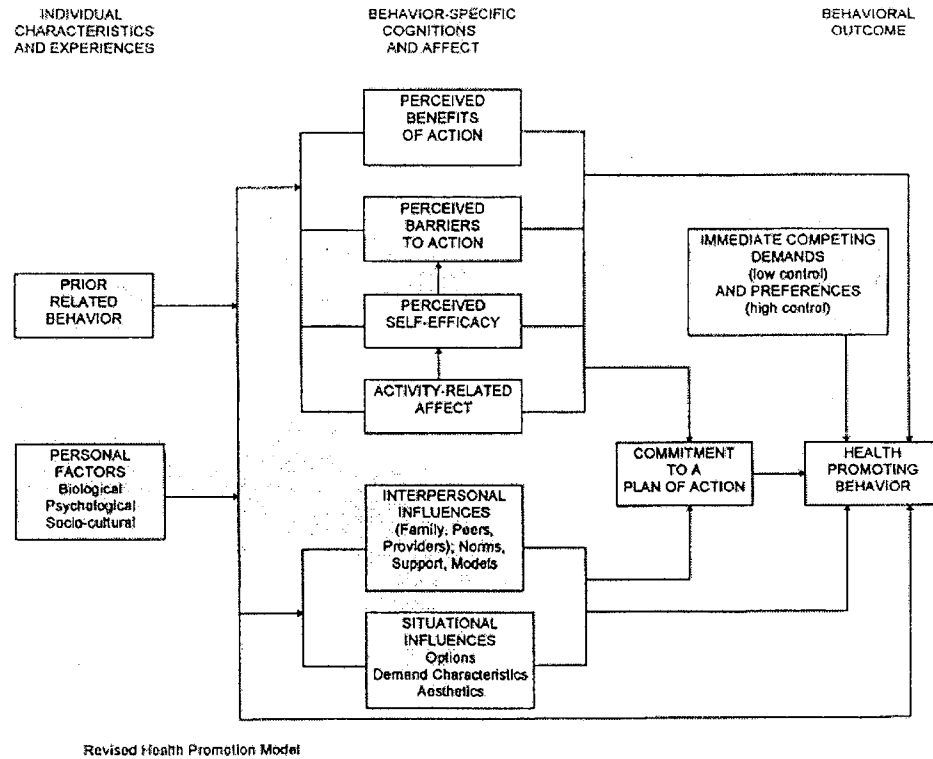 INDIVIDUAL
CHARACTERISTICS
AND EXPERIENCES
BEHAVIOR-SPECIFIC
COGNITIONS
AND AFFECT
BEHAVIORAL
OUTCOME
PERCEIVED
BENEFITS
OF ACTION
PERCEIVED
BARRIERS
TO ACTION
IMMEDIATE COMPETING
DEMANDS
(low control)
AND PREFERENCES
(high control)
PRIOR
RELATED
BEHAVIOR
PERCEIVED
SELF-EFFICACY
ACTIVITY-RELATED
AFFECT
PERSONAL
FACTORS
Biological
Psychological
Socio-cultural
COMMITMENT
TO A
PLAN OF ACTION
HEALTH
PROMOTING
BEHAVIOR
INTERPERSONAL
INFLUENCES
(Family, Peers,
Providers); Norms,
Support, Models
SITUATIONAL
INFLUENCES
Options
Demand Characteristics
Aesthetics
Revised Health Promotion Model